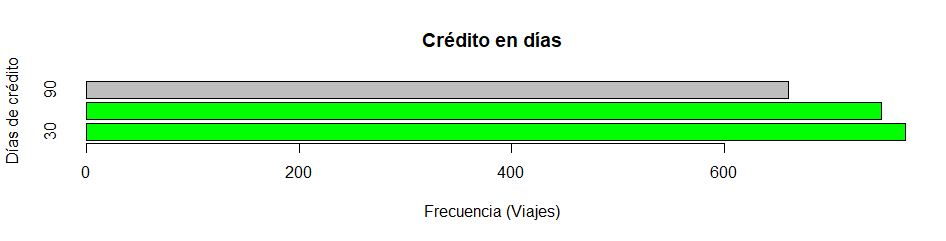 Crédito en días
Días de crédito
90
30
0 200 400 600
Frecuencia (Viajes)